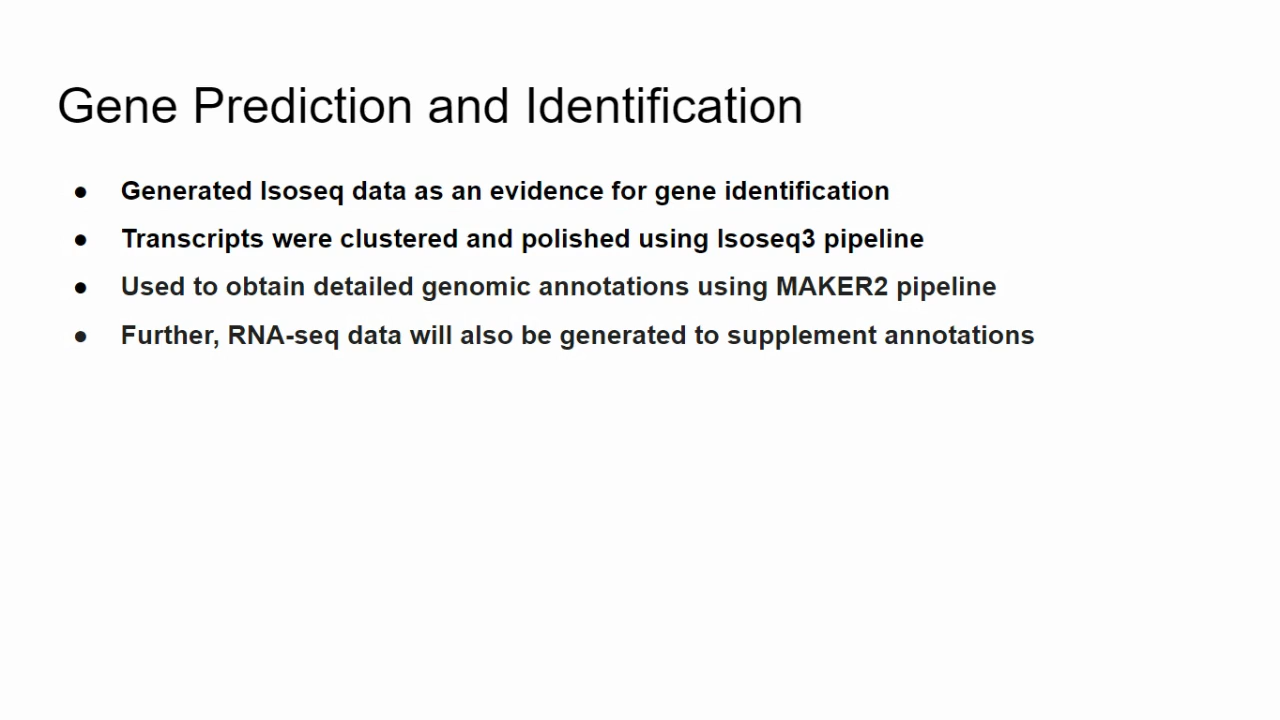 Gene Prediction and Identification
● Generated Isoseq data as an evidence for gene identification
● Transcripts were clustered and polished using Isoseq3 pipeline
● Used to obtain detailed genomic annotations using MAKER2 pipeline
● Further, RNA-seq data will also be generated to supplement annotations